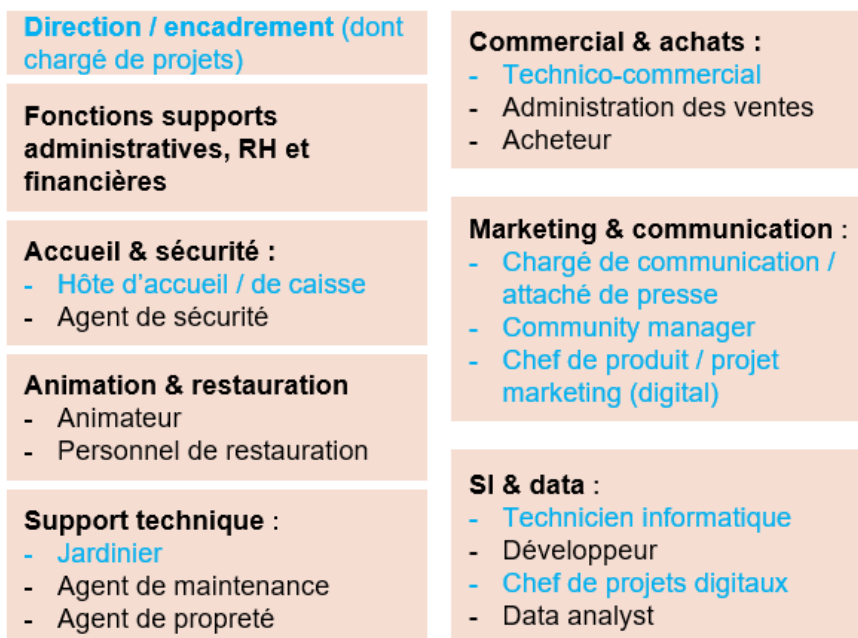 Direction / encadrement (dont
chargé de projets)
Fonctions supports
administratives, RH et
financières
Accueil & sécurité :
- Hôte d’accueil / de caisse
- Agent de sécurité
Animation & restauration
- Animateur
- Personnel de restauration
Support technique :
- Jardinier
- Agent de maintenance
- Agent de propreté
Commercial & achats :
- Technico-commercial
- Administration des ventes
- Acheteur
Marketing & communication :
- Chargé de communication /
attaché de presse
- Community manager
- Chef de produit / projet
marketing (digital)
SI & data :
- Technicien informatique
- Développeur
- Chef de projets digitaux
- Data analyst